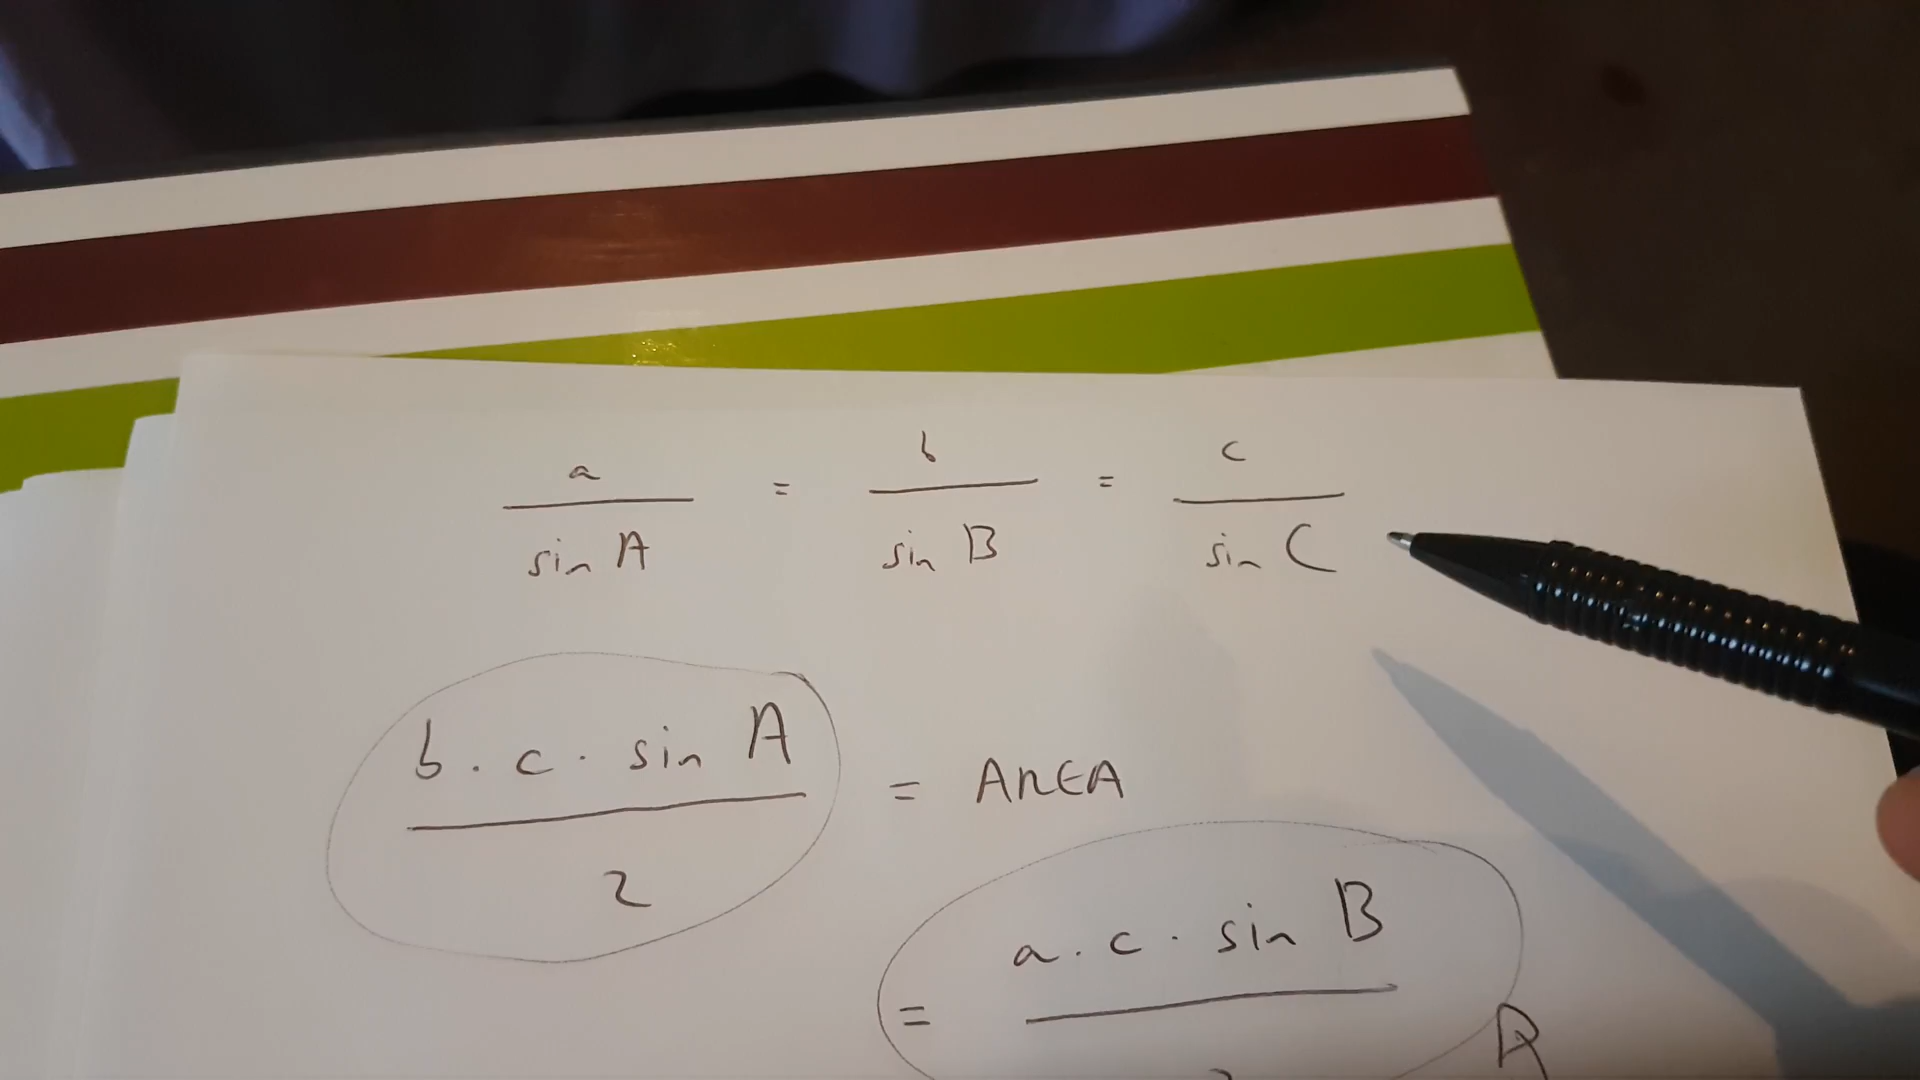 a/sin A = b/sin B = c/sin C
b . c . sin A / 2 = AREA
= a . c . sin B